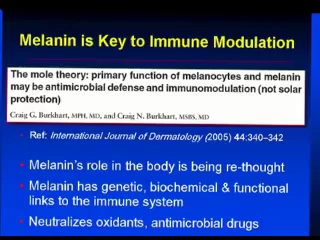 Melanin is Key to Immune Modulation
The mole theory: primary function of melanocytes and melanin
may be antimicrobial defense and immunomodulation (not solar
protection)
Craig G. Burkhart, MPH, MD, and Craig N. Burkhart, MSBS, MD
Ref: International Journal of Dermatology (2005) 44:340–342
Melanin's role in the body is being re-thought
Melanin has genetic, biochemical & functional
links to the immune system
Neutralizes oxidants, antimicrobial drugs